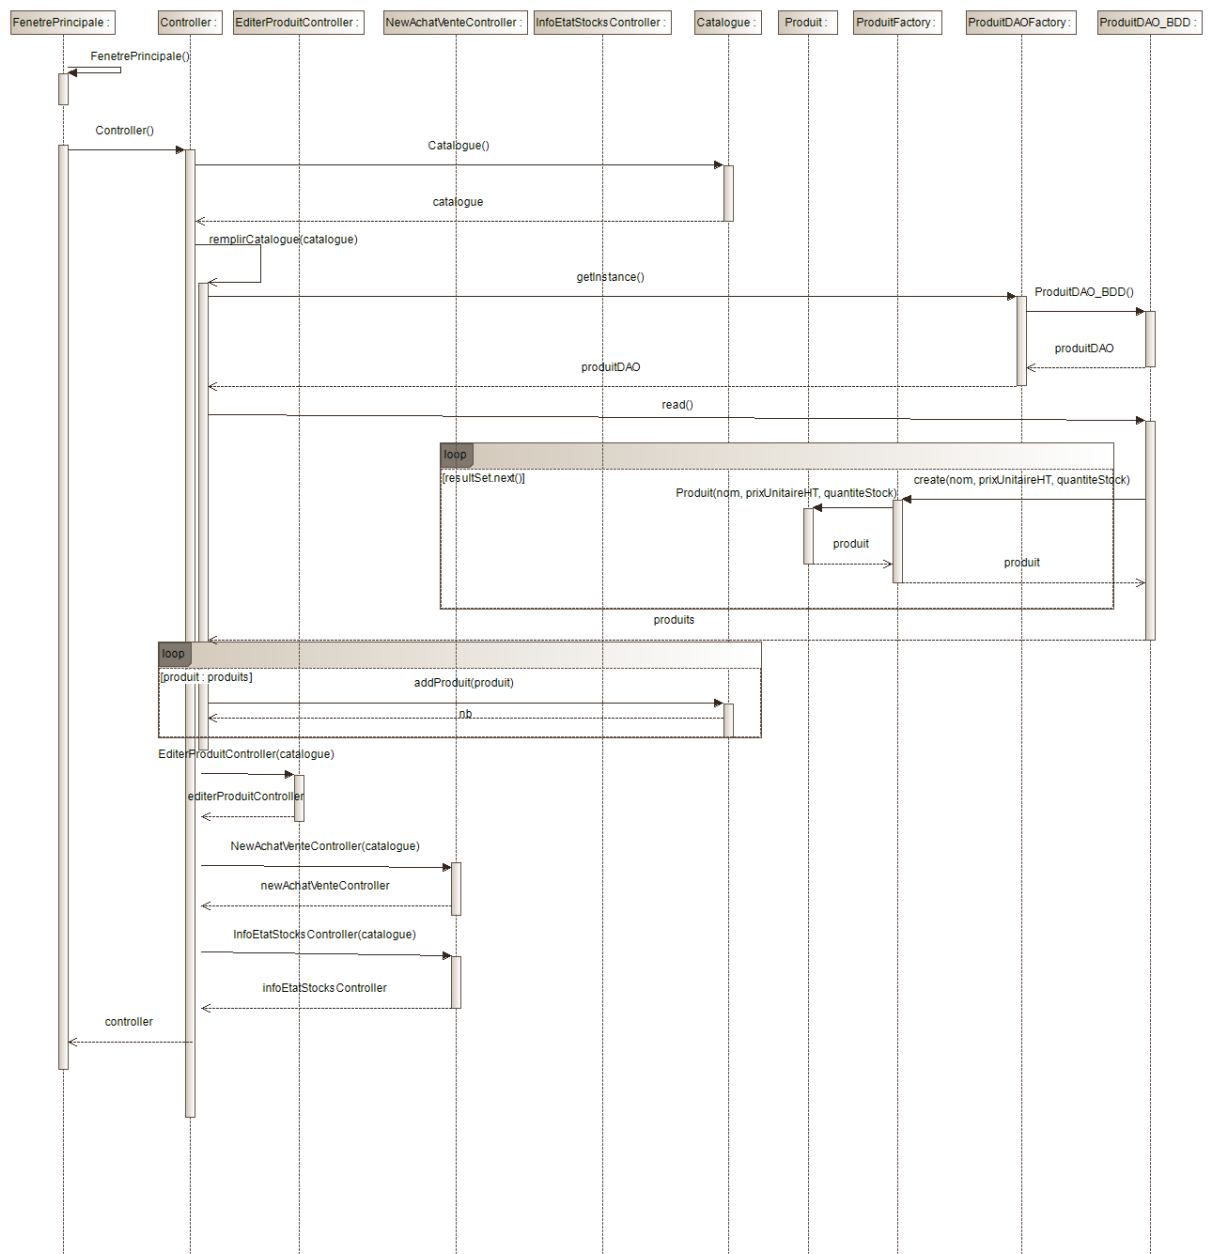 FenetrePrincipale :
Controller :
EditerProduitController :
NewAchatVenteController :
InfoEtatStocksController :
Catalogue :
Produit :
ProduitFactory :
ProduitDAOFactory :
ProduitDAO_BDD :
FenetrePrincipale()
Controller()
Catalogue()
catalogue
remplirCatalogue(catalogue)
getInstance()
ProduitDAO_BDD()
produitDAO
produitDAO
read()
loop
[resultSet.next()]
create(nom, prixUnitaireHT, quantiteStock)
Produit(nom, prixUnitaireHT, quantiteStock)
produit
produit
produits
loop
[produit : produits]
addProduit(produit)
nb
EditerProduitController(catalogue)
editerProduitController
NewAchatVenteController(catalogue)
newAchatVenteController
InfoEtatStocksController(catalogue)
infoEtatStocksController
controller